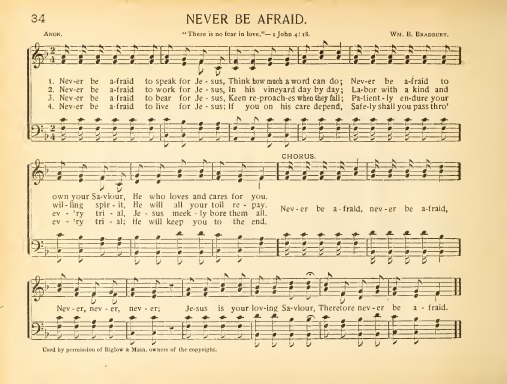 34
NEVER BE AFRAID.
ANON. "There is no fear in love,"—1 John 4: 18. WM. B. BRADBURY.
1. Nev-er be a-fraid to speak for Je - sus, Think how much a word can do; Nev-er be a-fraid to
2. Nev-er be a-fraid to work for Je - sus, In his vineyard day by day; La-bor with a kind and
3. Nev-er be a-fraid to bear for Je - sus, Keen re-proach-es when they fall; Pa-tient-ly en-dure your
4. Nev-er be a-fraid to live for Je - sus; If you on his care depend, Safe-ly shall you pass thro'
CHORUS.
own your Sa-viour, He who loves and cares for you.
wil-ling spir-it, He will all your toil re-pay.
ev-'ry tri-al, Je-sus meek-ly bore them all.
ev-'ry tri-al; He will keep you to the end.
Nev-er be a-fraid, nev-er be a-fraid,
Nev-er, nev-er, nev-er; Je-sus is your lov-ing Sa-viour, Therefore nev-er be a-fraid.
Used by permission of Biglow & Main, owners of the copyright.